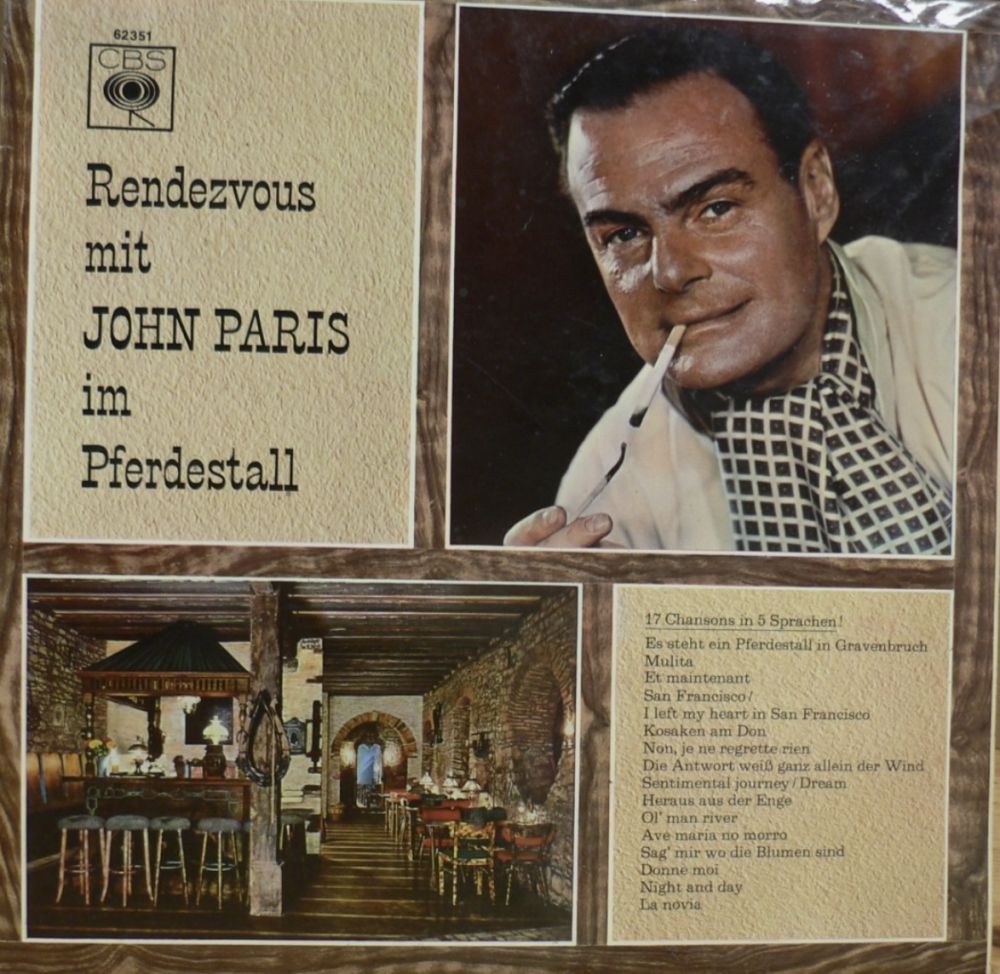 62351
CBS
Rendezvous
mit
JOHN PARIS
im
Pferdestall
17 Chansons in 5 Sprachen!
Es steht ein Pferdestall in Gravenbruch
Mulita
Et maintenant
San Francisco /
I left my heart in San Francisco
Kosaken am Don
Non, je ne regrette rien
Die Antwort weiß ganz allein der Wind
Sentimental journey / Dream
Heraus aus der Enge
Ol' man river
Ave maria no morro
Sag' mir wo die Blumen sind
Donne moi
Night and day
La novia